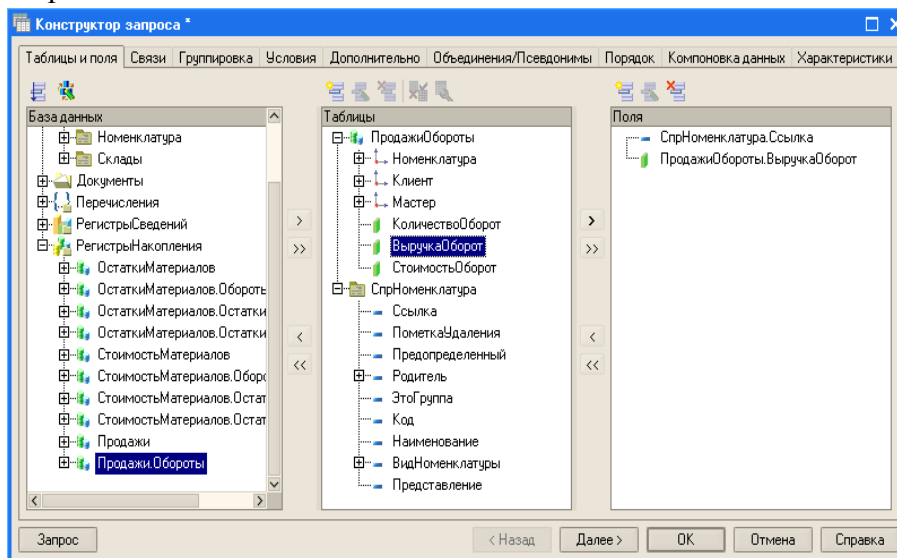 Конструктор запроса *
Таблицы и поля Связи Группировка Условия Дополнительно Объединения/Псевдонимы Порядок Компоновка данных Характеристики
База данных
Номенклатура
Склады
Документы
Перечисления
РегистрыСведений
РегистрыНакопления
ОстаткиМатериалов
ОстаткиМатериалов.Обороты
ОстаткиМатериалов.Остатки
ОстаткиМатериалов.Остатки
СтоимостьМатериалов
СтоимостьМатериалов.Оборо
СтоимостьМатериалов.Остат
СтоимостьМатериалов.Остат
Продажи
Продажи.Обороты
Таблицы
ПродажиОбороты
Номенклатура
Клиент
Мастер
КоличествоОборот
ВыручкаОборот
СтоимостьОборот
СпрНоменклатура
Ссылка
ПометкаУдаления
Предопределенный
Родитель
ЭтоГруппа
Код
Наименование
ВидНоменклатуры
Представление
Поля
СпрНоменклатура.Ссылка
ПродажиОбороты.ВыручкаОборот
> >
>> >>
< <
<< <<
Запрос < Назад Далее > OK Отмена Справка